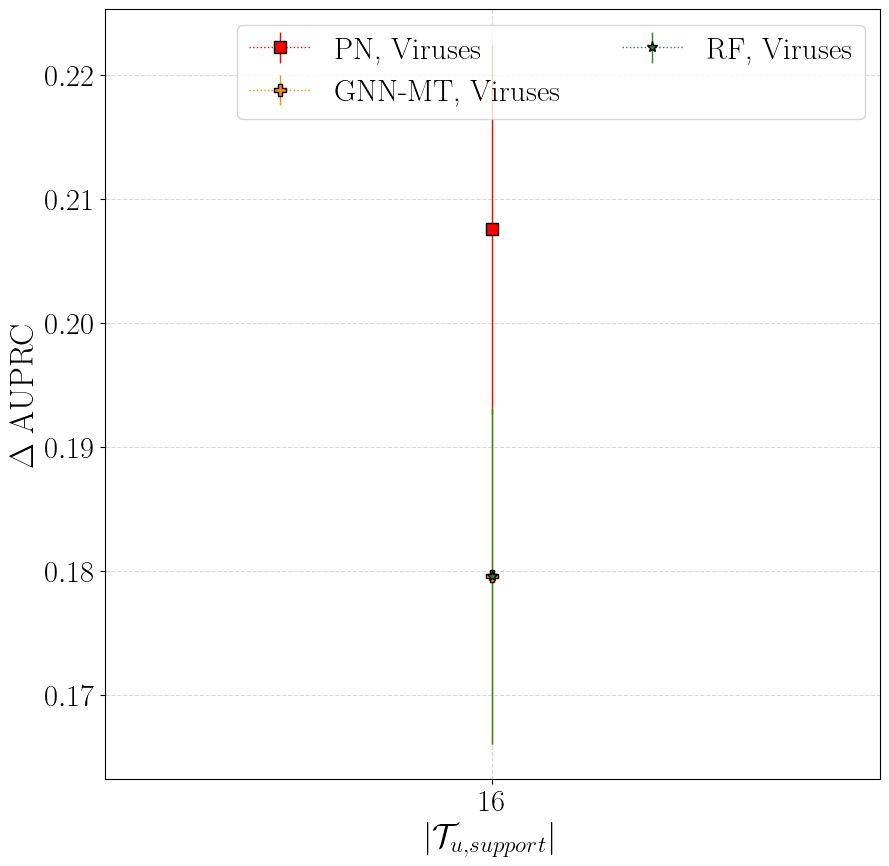 PN, Viruses
GNN-MT, Viruses
RF, Viruses
Δ AUPRC
0.22
0.21
0.20
0.19
0.18
0.17
16
|𝒯u,support|